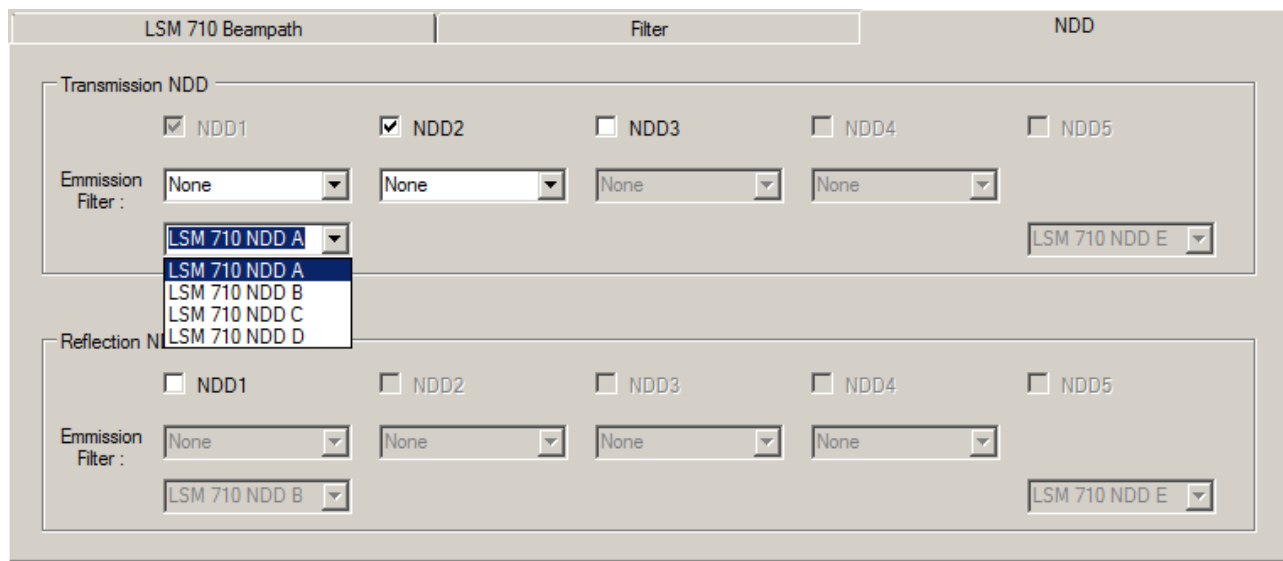 LSM 710 Beampath Filter NDD
Transmission NDD
NDD1 NDD2 NDD3 NDD4 NDD5
Emmission
Filter :
None None None None
LSM 710 NDD A LSM 710 NDD E
LSM 710 NDD A
LSM 710 NDD B
LSM 710 NDD C
LSM 710 NDD D
Reflection N
NDD1 NDD2 NDD3 NDD4 NDD5
Emmission
Filter :
None None None None
LSM 710 NDD B LSM 710 NDD E